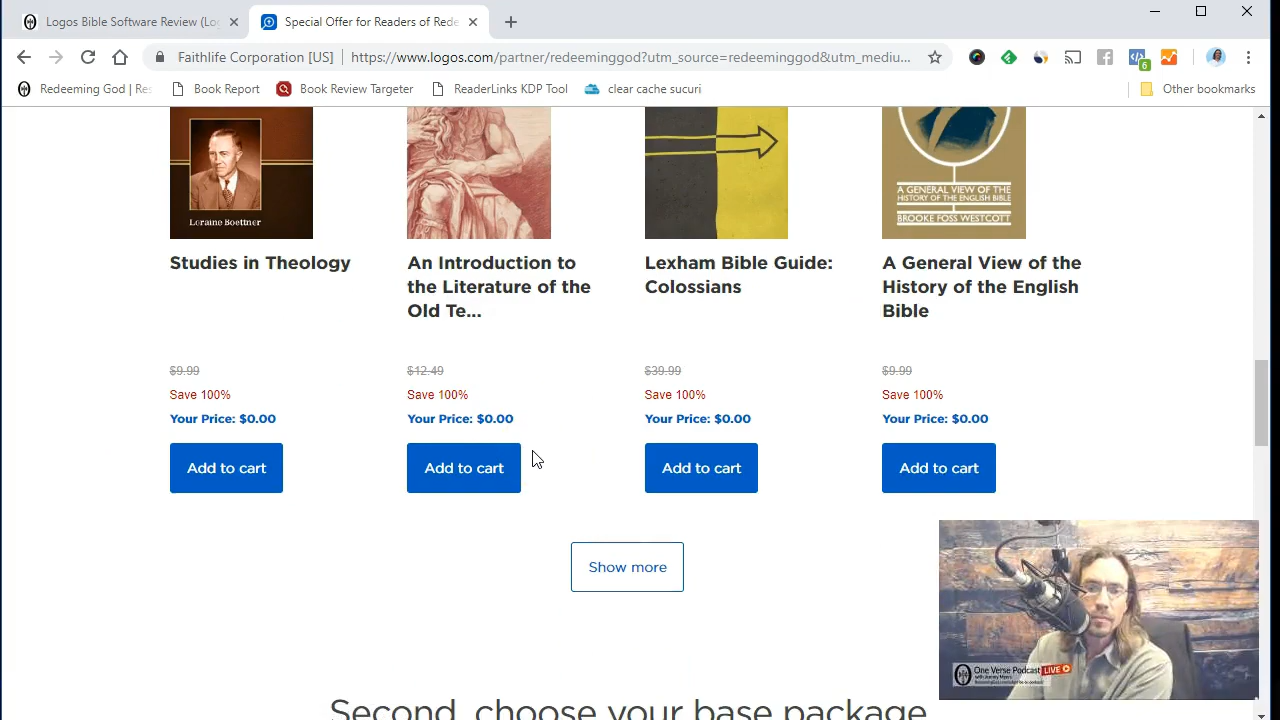 Logos Bible Software Review (Lo
Special Offer for Readers of Rede
Faithlife Corporation [US]
https://www.logos.com/partner/redeeminggod?utm_source=redeeminggod&utm_mediu...
6
Redeeming God | Res
Book Report
Book Review Targeter
ReaderLinks KDP Tool
clear cache sucuri
Other bookmarks
Loraine Boettner
A GENERAL VIEW OF THE
HISTORY OF THE ENGLISH BIBLE
BROOKE FOSS WESTCOTT
Studies in Theology
An Introduction to
the Literature of the
Old Te...
Lexham Bible Guide:
Colossians
A General View of the
History of the English
Bible
$9.99
Save 100%
Your Price: $0.00
Add to cart
$12.49
Save 100%
Your Price: $0.00
Add to cart
$39.99
Save 100%
Your Price: $0.00
Add to cart
$9.99
Save 100%
Your Price: $0.00
Add to cart
Show more
One Verse Podcast LIVE
with Jeremy Myers
Second, choose your base package